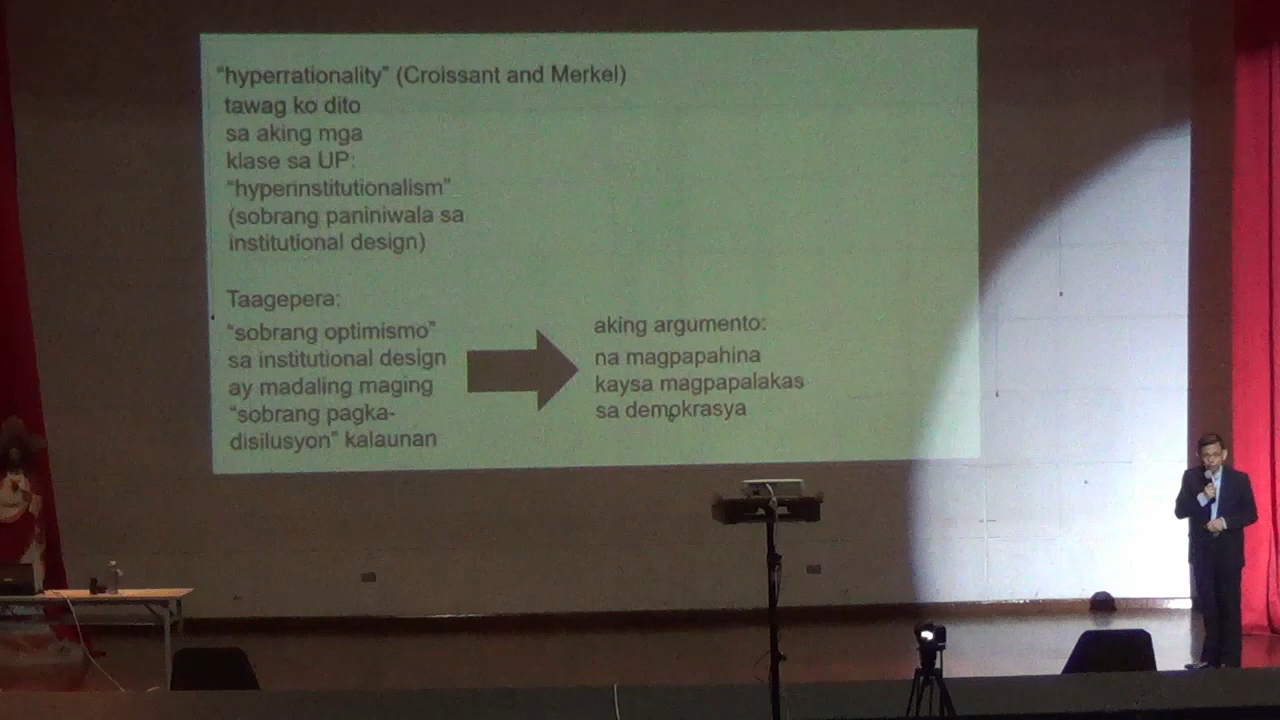 “hyperrationality” (Croissant and Merkel)
tawag ko dito
sa aking mga
klase sa UP:
“hyperinstitutionalism”
(sobrang paniniwala sa
institutional design)
Taagepera:
“sobrang optimismo”
sa institutional design
ay madaling maging
“sobrang pagka-
disilusyon” kalaunan
aking argumento:
na magpapahina
kaysa magpapalakas
sa demokrasya